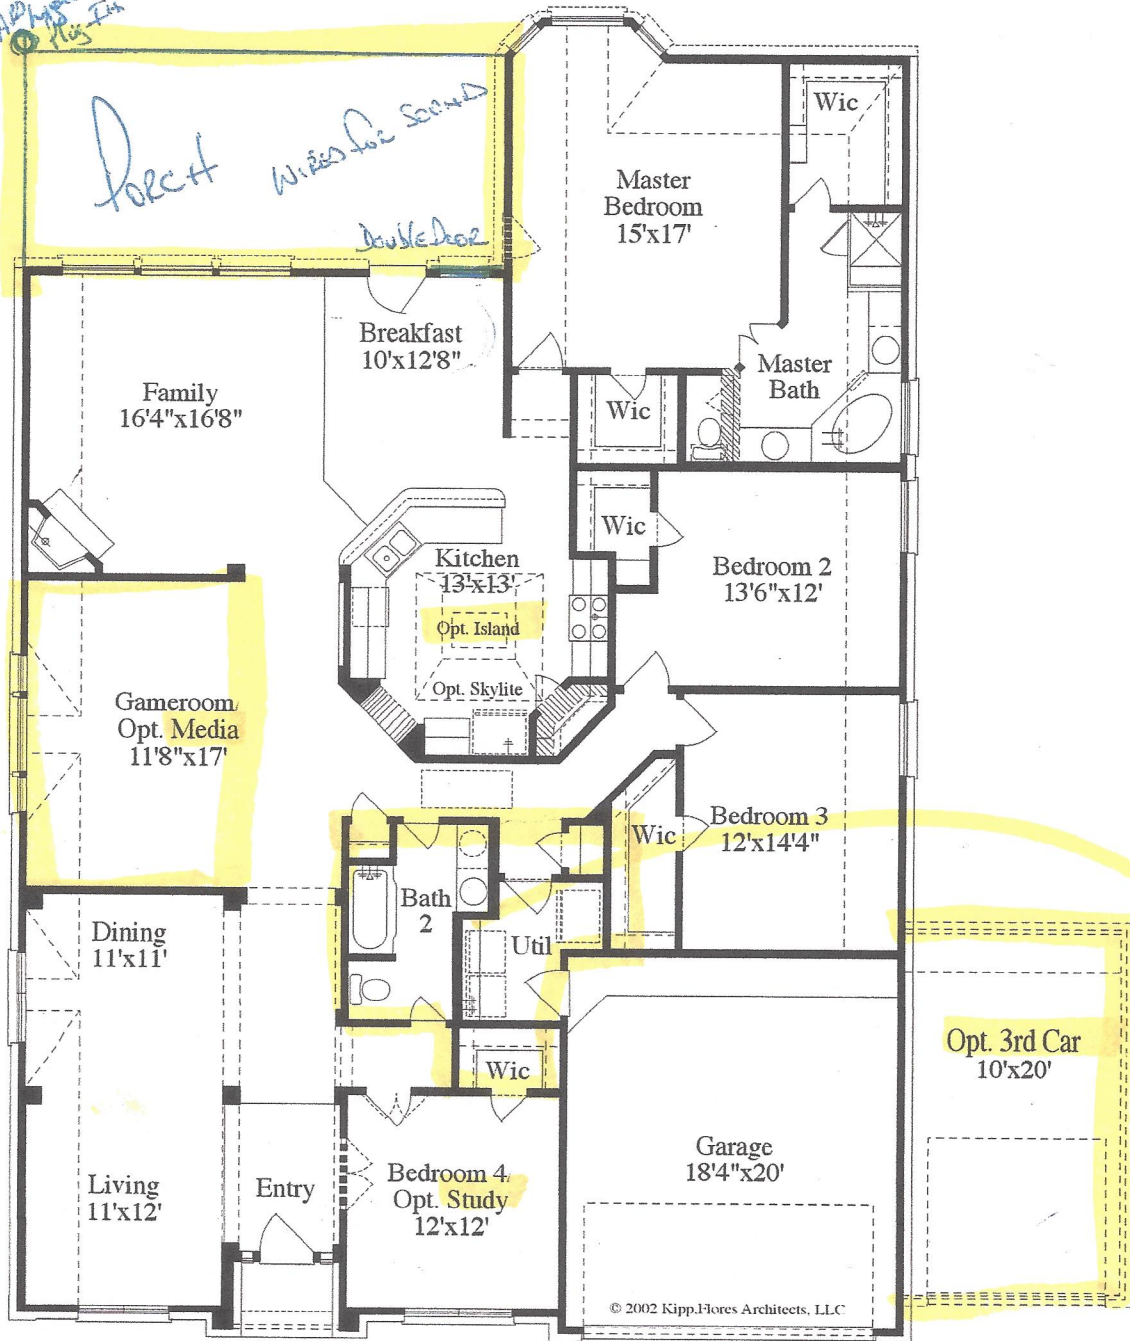 Plug-In
PORCH
WIRED FOR SOUND
DOUBLE DOOR
Wic
Master
Bedroom
15'x17'
Breakfast
10'x12'8"
Family
16'4"x16'8"
Master
Bath
Wic
Wic
Kitchen
13'x13'
Opt. Island
Opt. Skylite
Bedroom 2
13'6"x12'
Gameroom/
Opt. Media
11'8"x17'
Bedroom 3
12'x14'4"
Wic
Bath
2
Util
Dining
11'x11'
Opt. 3rd Car
10'x20'
Wic
Garage
18'4"x20'
Living
11'x12'
Entry
Bedroom 4/
Opt. Study
12'x12'
© 2002 Kipp.Flores Architects, LLC